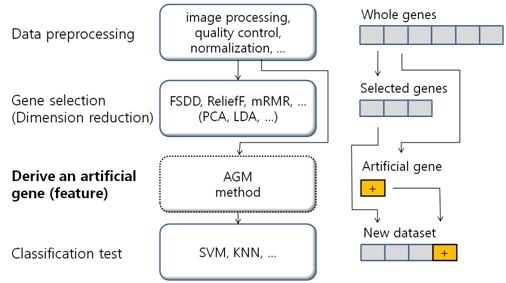 Data preprocessing
image processing,
quality control,
normalization, ...
Whole genes
Gene selection
(Dimension reduction)
FSDD, ReliefF, mRMR, ...
(PCA, LDA, ...)
Selected genes
Derive an artificial
gene (feature)
AGM
method
Artificial gene
+
Classification test
SVM, KNN, ...
New dataset
+